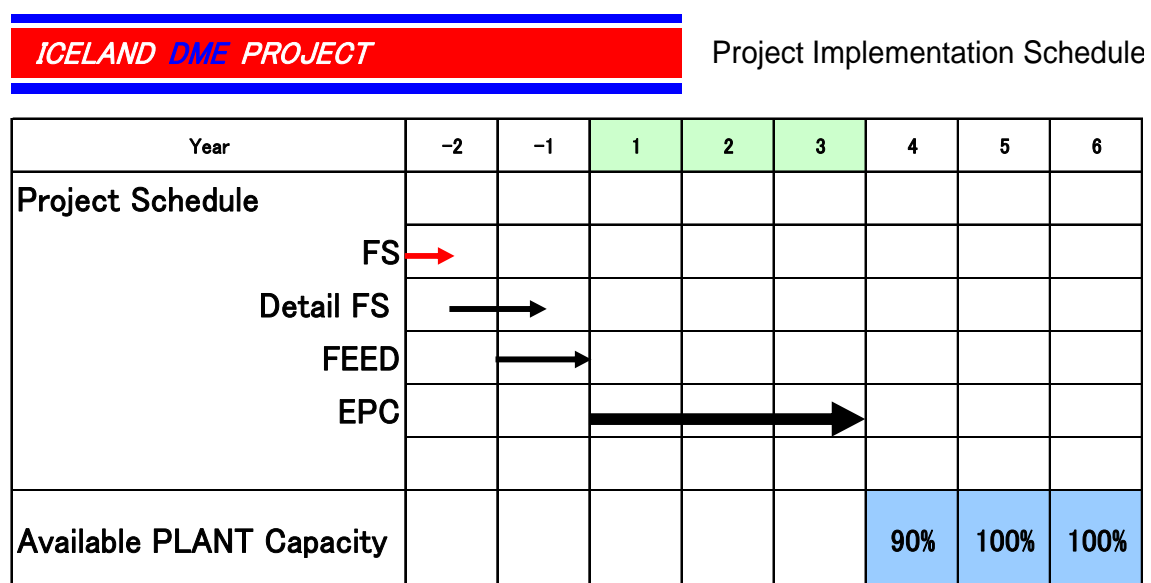 ICELAND DME PROJECT Project Implementation Schedule
Year -2 -1 1 2 3 4 5 6
Project Schedule
FS
Detail FS
FEED
EPC
Available PLANT Capacity 90% 100% 100%